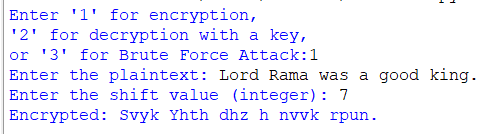 Enter '1' for encryption,
'2' for decryption with a key,
or '3' for Brute Force Attack:1
Enter the plaintext: Lord Rama was a good king.
Enter the shift value (integer): 7
Encrypted: Svyk Yhth dhz h nvvk rpun.